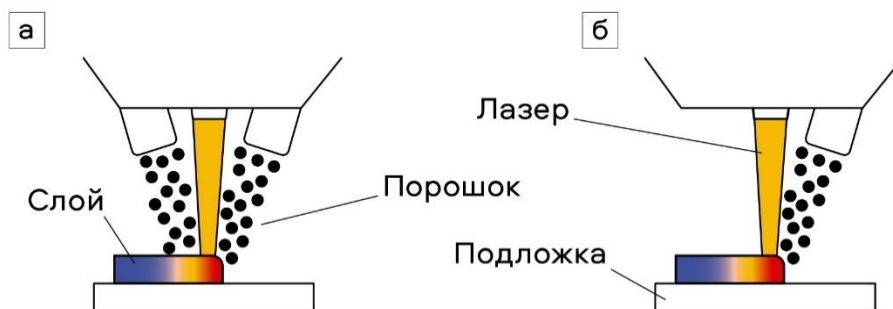 а
б
Лазер
Порошок
Слой
Подложка